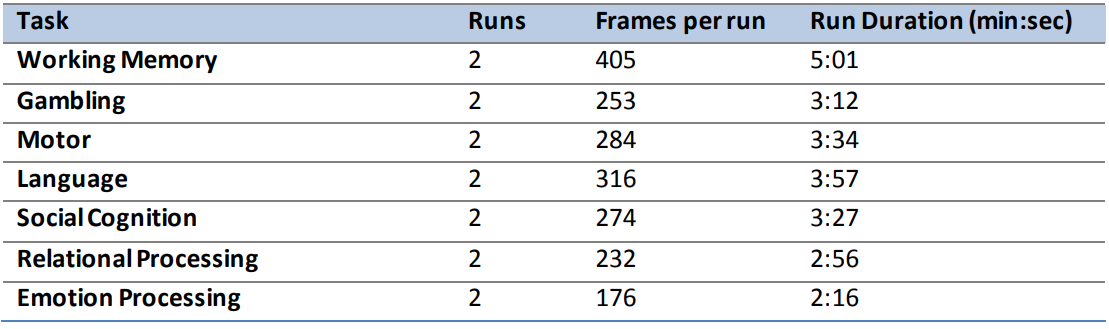 Task Runs Frames per run Run Duration (min:sec)
Working Memory 2 405 5:01
Gambling 2 253 3:12
Motor 2 284 3:34
Language 2 316 3:57
Social Cognition 2 274 3:27
Relational Processing 2 232 2:56
Emotion Processing 2 176 2:16